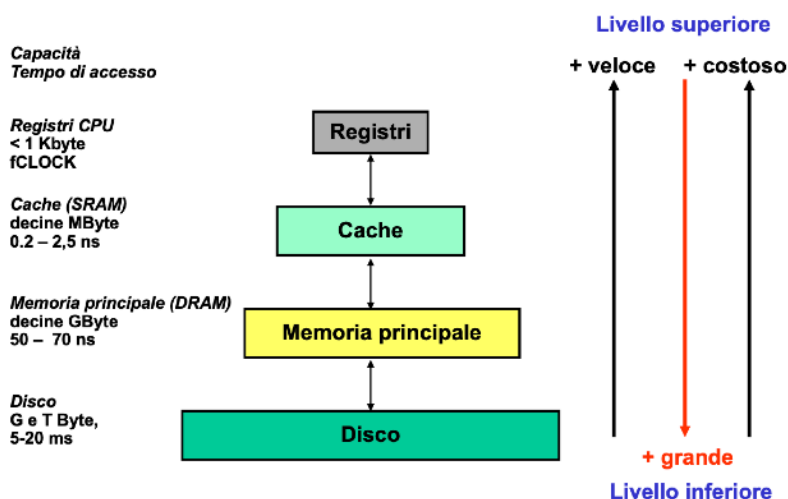 Livello superiore
Capacità
Tempo di accesso
+ veloce
+ costoso
Registri CPU
< 1 Kbyte
fCLOCK
Registri
Cache (SRAM)
decine MByte
0.2 – 2,5 ns
Cache
Memoria principale (DRAM)
decine GByte
50 – 70 ns
Memoria principale
Disco
G e T Byte,
5-20 ms
Disco
+ grande
Livello inferiore